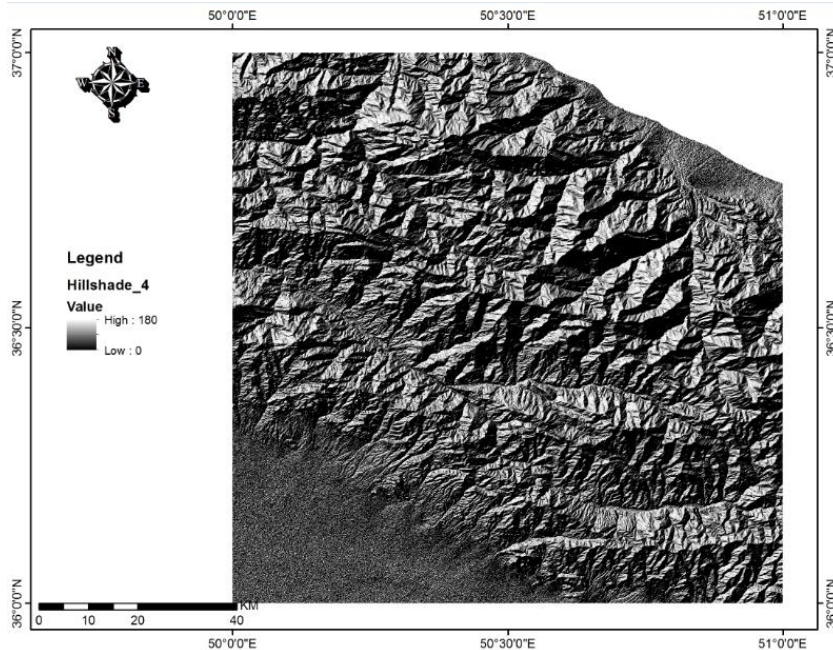 50°0'0"E
50°30'0"E
51°0'0"E
37°0'0"N
37°0'0"N
N
W
E
S
Legend
Hillshade_4
Value
High : 180
Low : 0
36°30'0"N
36°30'0"N
36°0'0"N
36°0'0"N
KM
0 10 20 40
50°0'0"E
50°30'0"E
51°0'0"E